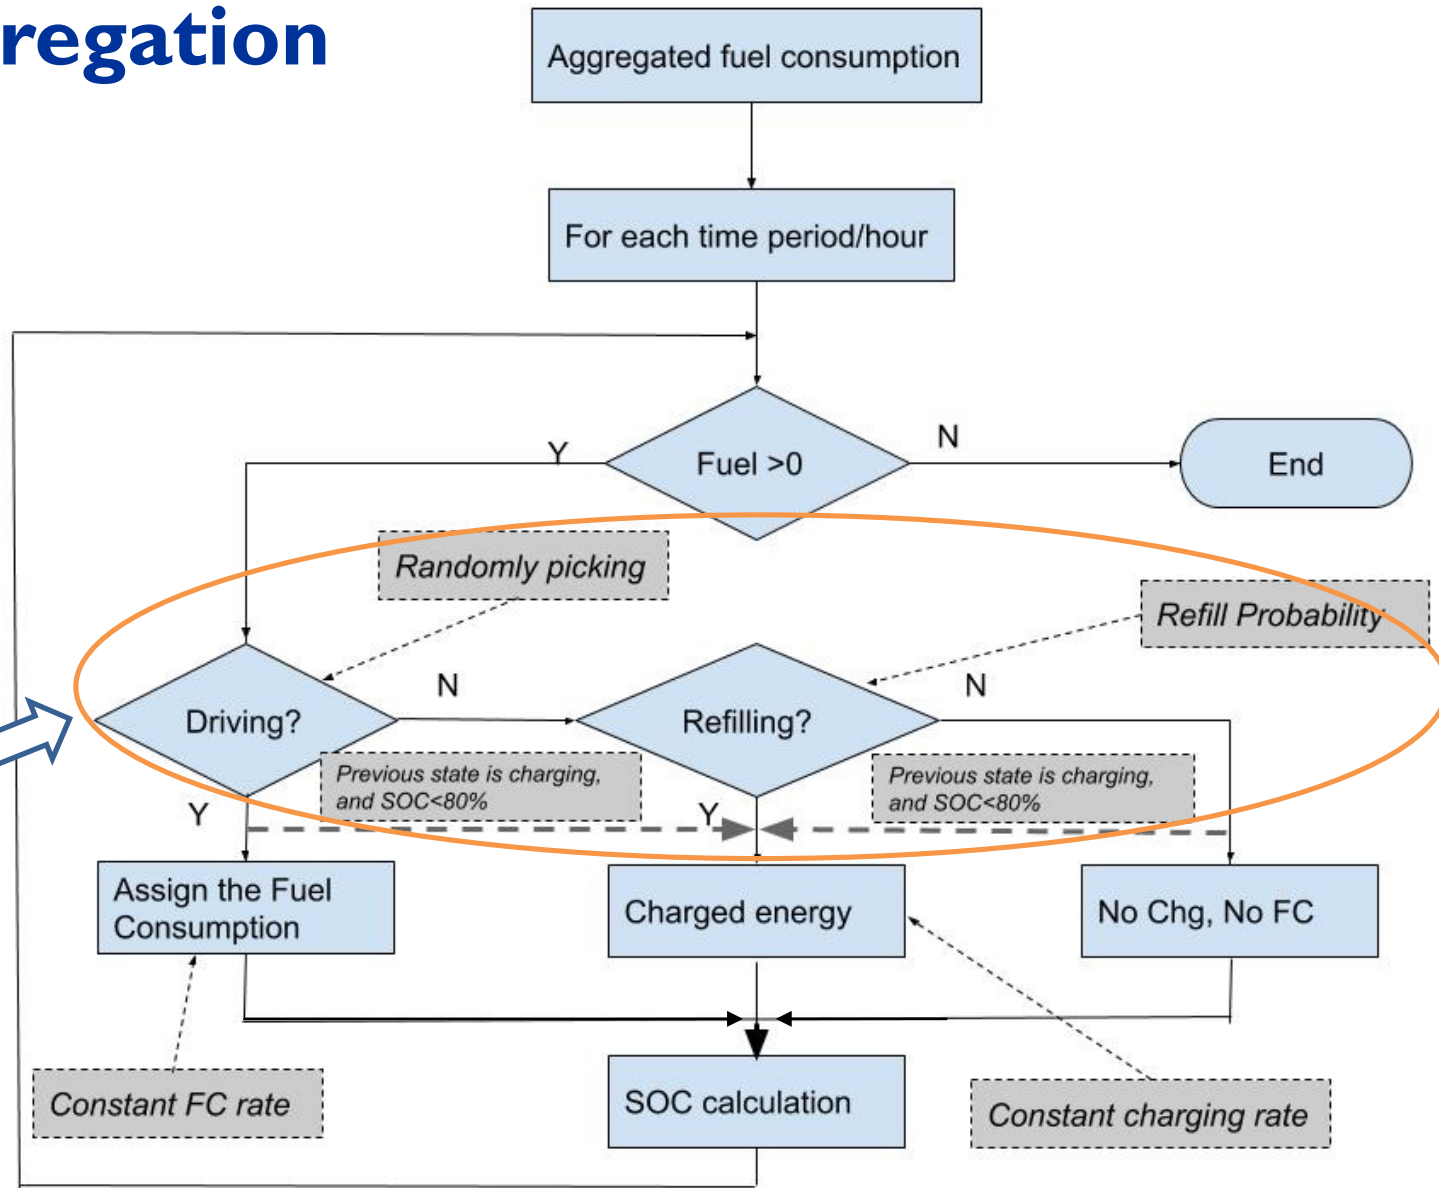 regation
Aggregated fuel consumption
For each time period/hour
Y
Fuel >0
N
End
Randomly picking
Refill Probability
Driving?
N
Refilling?
N
Previous state is charging,
and SOC<80%
Previous state is charging,
and SOC<80%
Y
Y
Assign the Fuel
Consumption
Charged energy
No Chg, No FC
Constant FC rate
SOC calculation
Constant charging rate